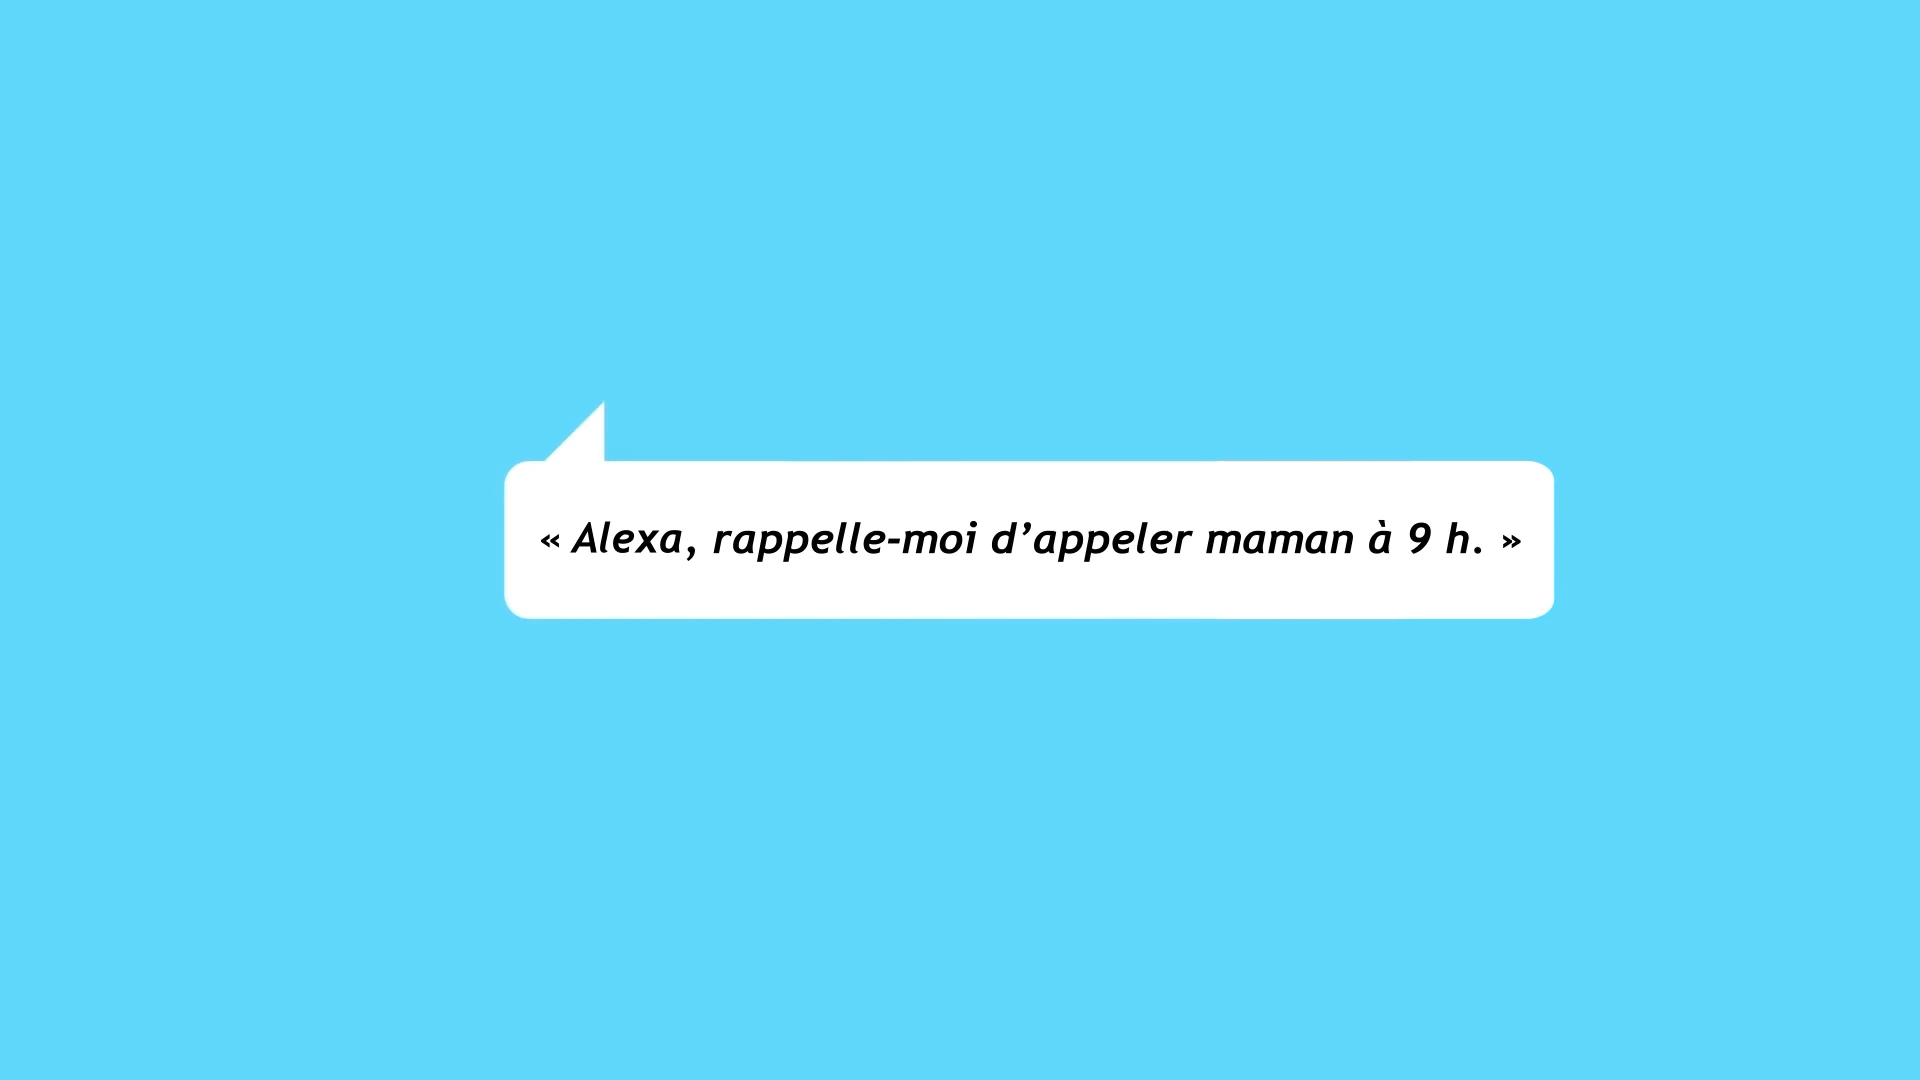 « Alexa, rappelle-moi d’appeler maman à 9 h. »